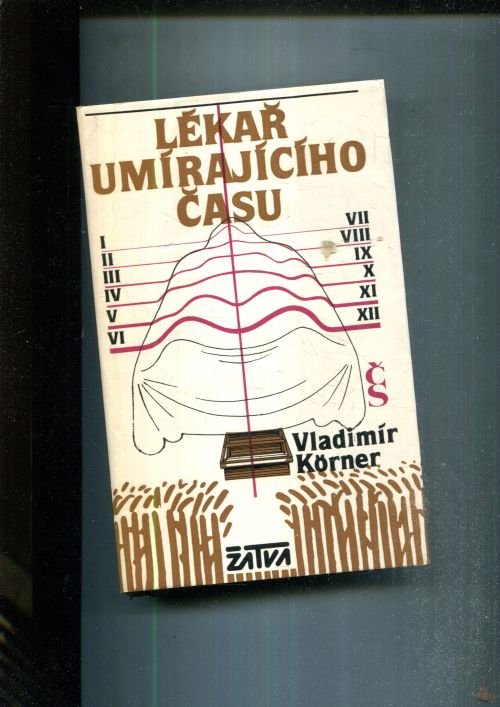 LÉKAŘ
UMÍRAJÍCÍHO
ČASU
I
II
III
IV
V
VI
VII
VIII
IX
X
XI
XII
ČS
Vladimír
Körner
ŽATVA